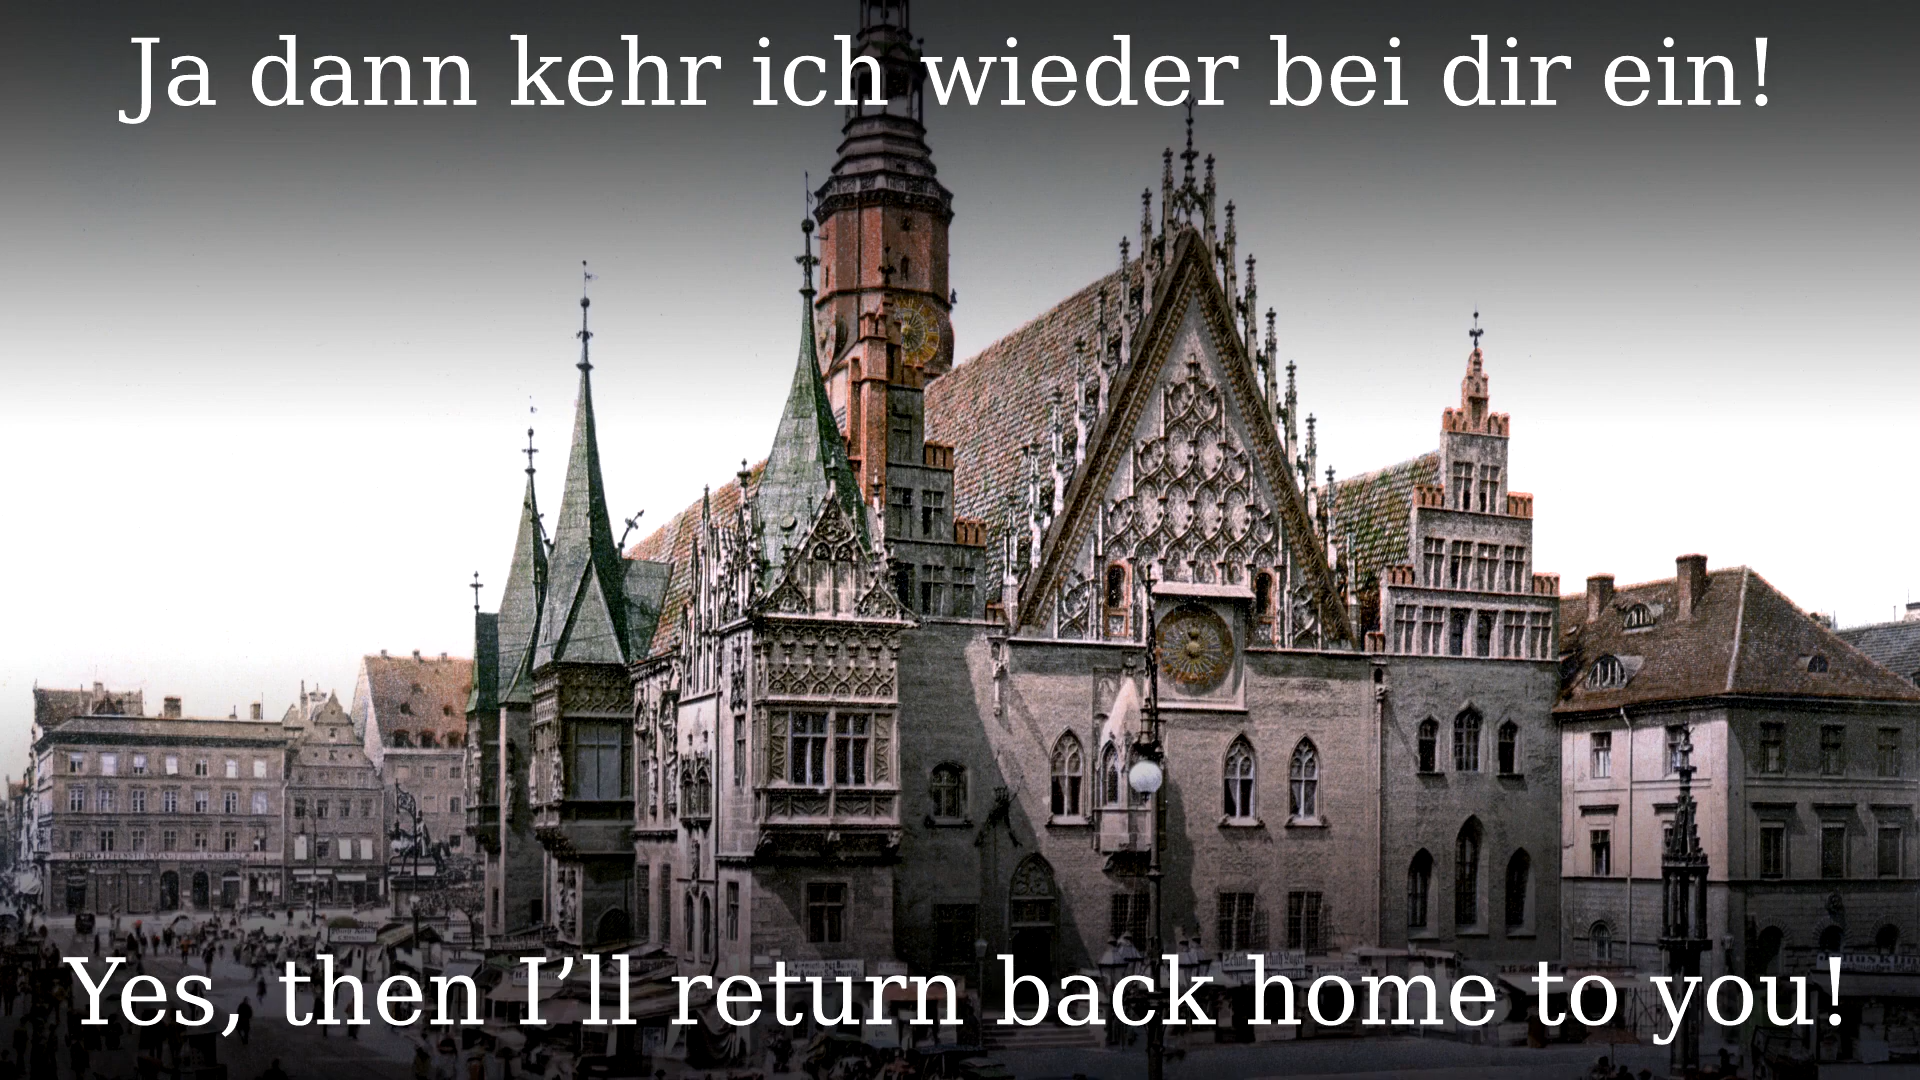 Ja dann kehr ich wieder bei dir ein!
Yes, then I’ll return back home to you!